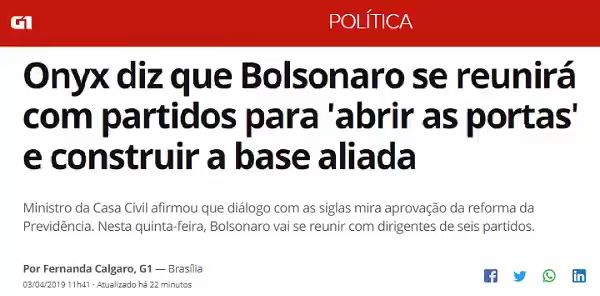 G1 POLÍTICA
Onyx diz que Bolsonaro se reunirá
com partidos para 'abrir as portas'
e construir a base aliada
Ministro da Casa Civil afirmou que diálogo com as siglas mira aprovação da reforma da
Previdência. Nesta quinta-feira, Bolsonaro vai se reunir com dirigentes de seis partidos.
Por Fernanda Calgaro, G1 — Brasília
03/04/2019 11h41 · Atualizado há 22 minutos